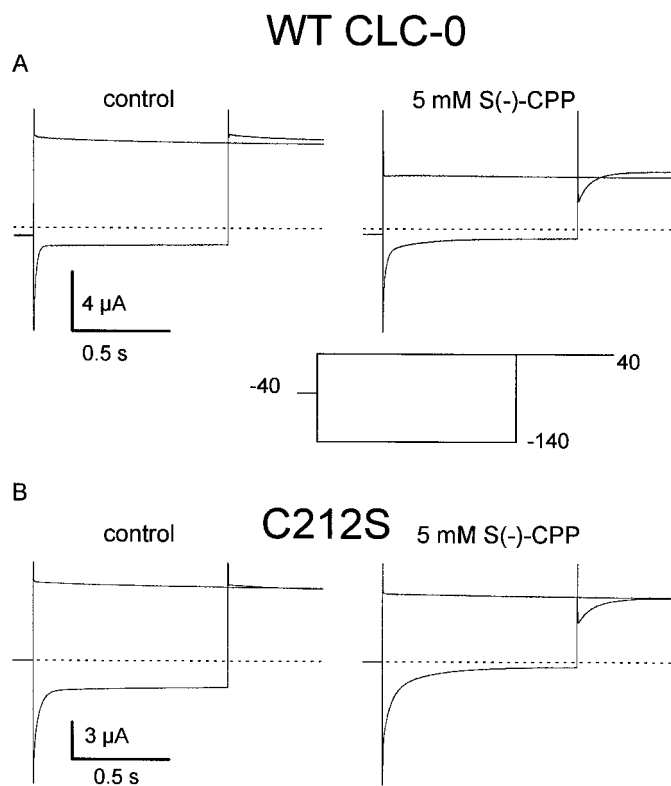 WT CLC-0
A
control
5 mM S(-)-CPP
4 µA
0.5 s
-40
40
-140
B
control
C212S
5 mM S(-)-CPP
3 µA
0.5 s